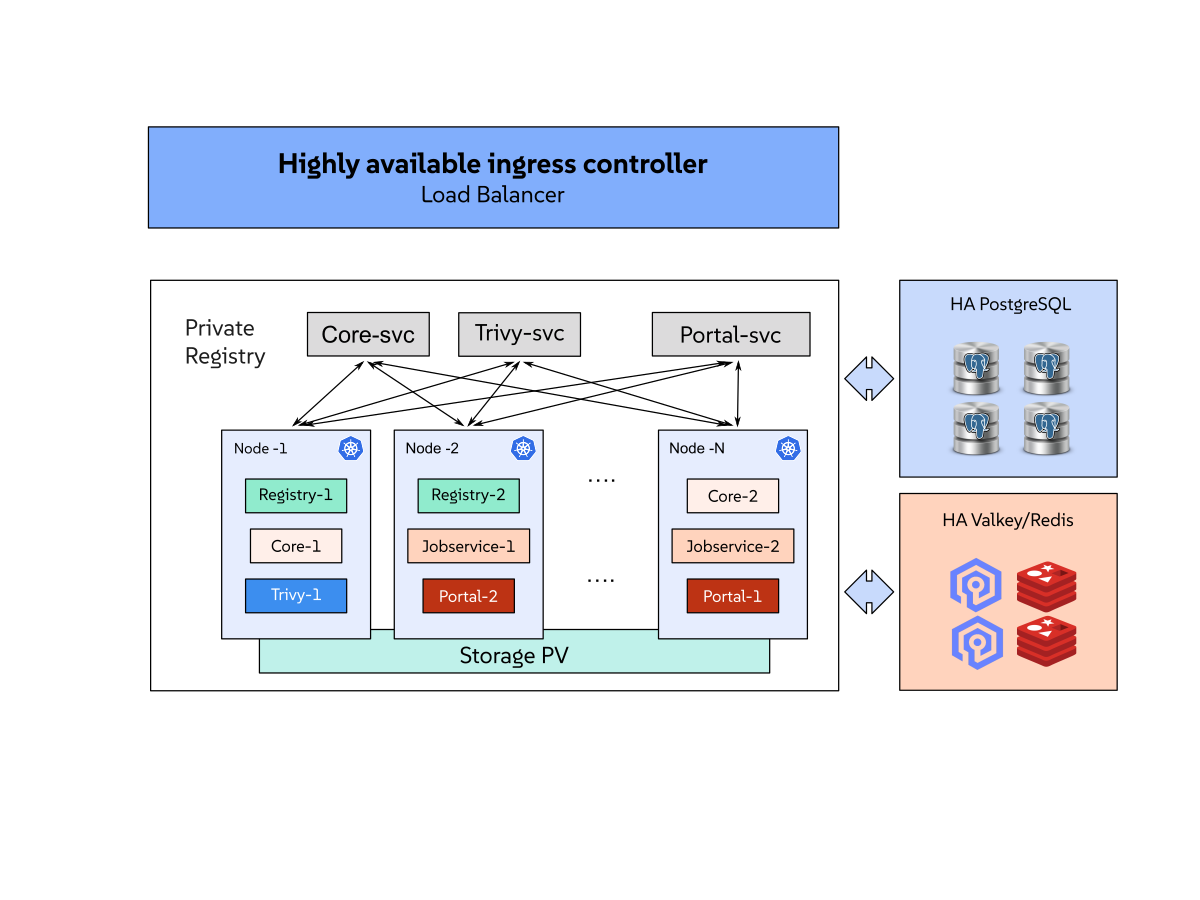 Highly available ingress controller
Load Balancer
Private
Registry
Core-svc
Trivy-svc
Portal-svc
HA PostgreSQL
Node -1
Node -2
Node -N
Registry-1
Registry-2
....
Core-2
Core-1
Jobservice-1
Jobservice-2
Trivy-1
Portal-2
....
Portal-1
Storage PV
HA Valkey/Redis